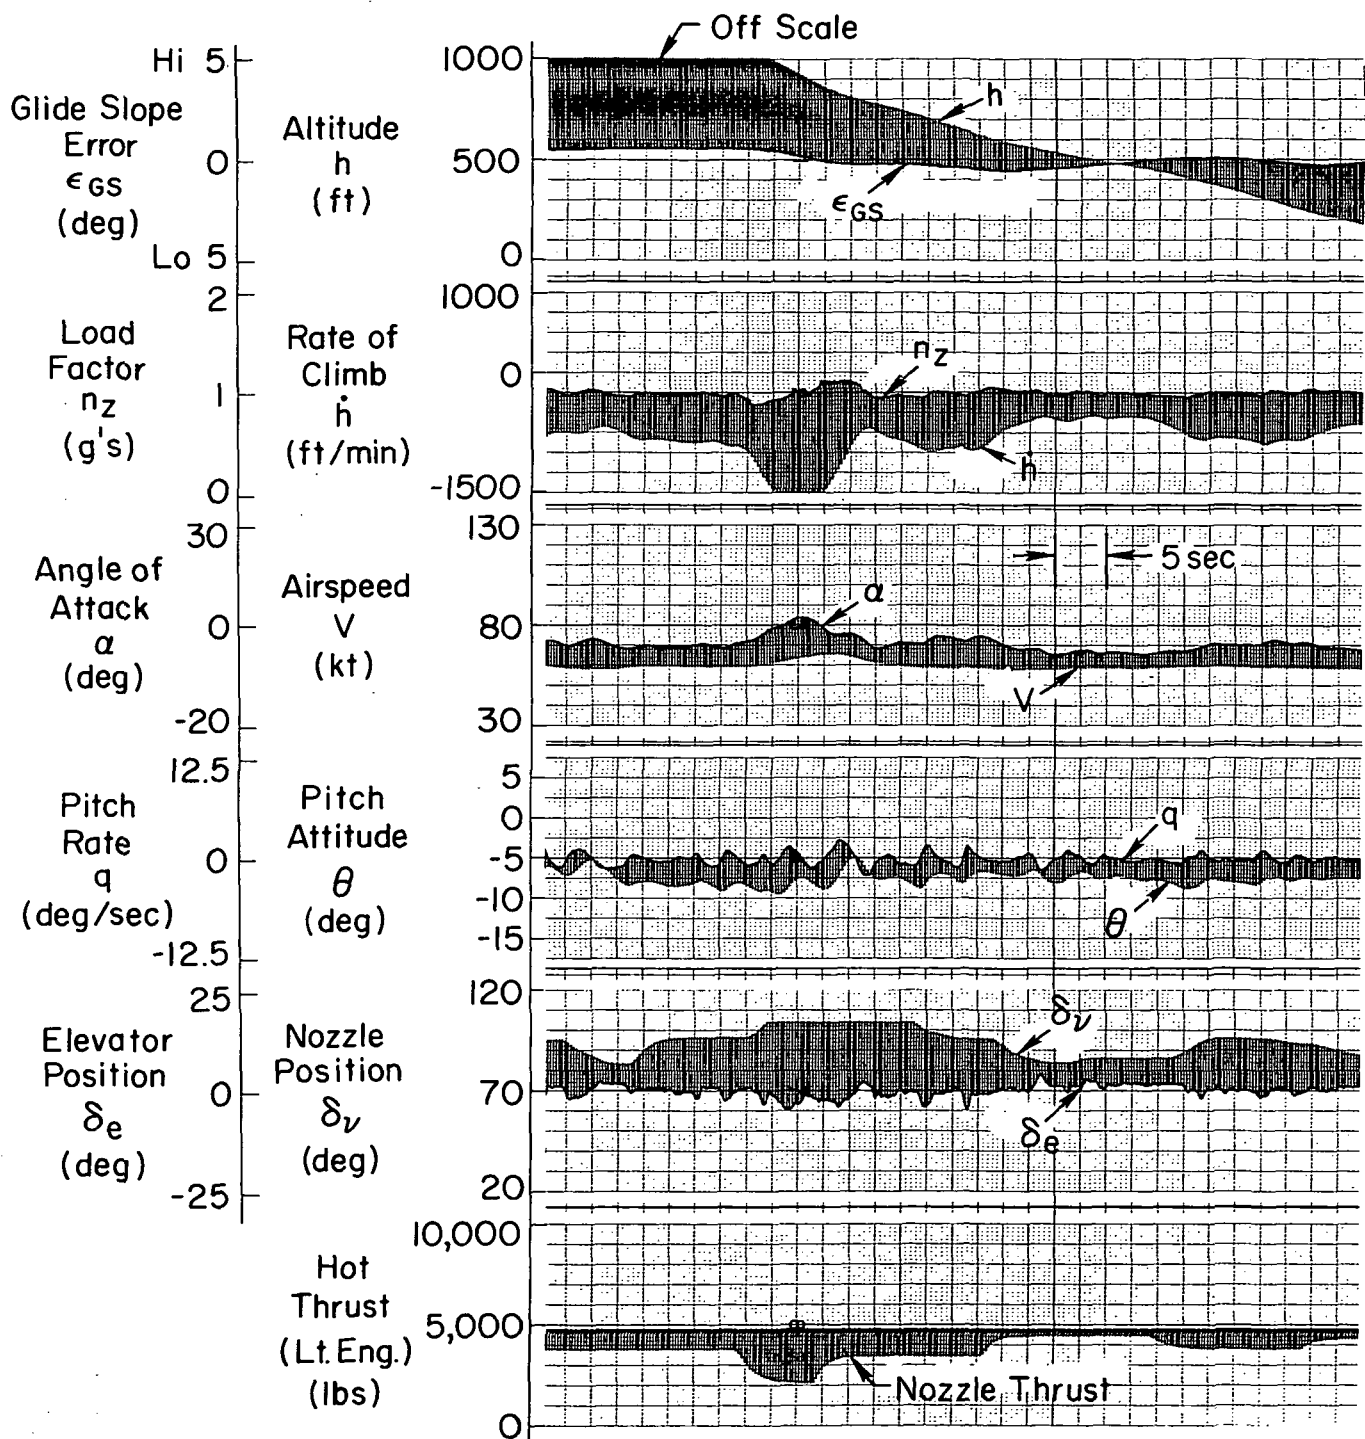 Off Scale
Hi 5
1000
Glide Slope
Error
ϵGS
(deg)
0
Lo 5
Altitude
h
(ft)
500
0
h
ϵGS
2
1000
Load
Factor
nz
(g's)
1
0
Rate of
Climb
ḣ
(ft/min)
0
-1500
nz
ḣ
30
130
Angle of
Attack
α
(deg)
0
-20
Airspeed
V
(kt)
80
30
5 sec
α
V
12.5
Pitch
Rate
q
(deg/sec)
0
-12.5
Pitch
Attitude
θ
(deg)
5
0
-5
-10
-15
q
θ
25
120
Elevator
Position
δe
(deg)
0
-25
Nozzle
Position
δν
(deg)
70
20
δν
δe
Hot
Thrust
(Lt. Eng.)
(lbs)
10,000
5,000
0
Nozzle Thrust